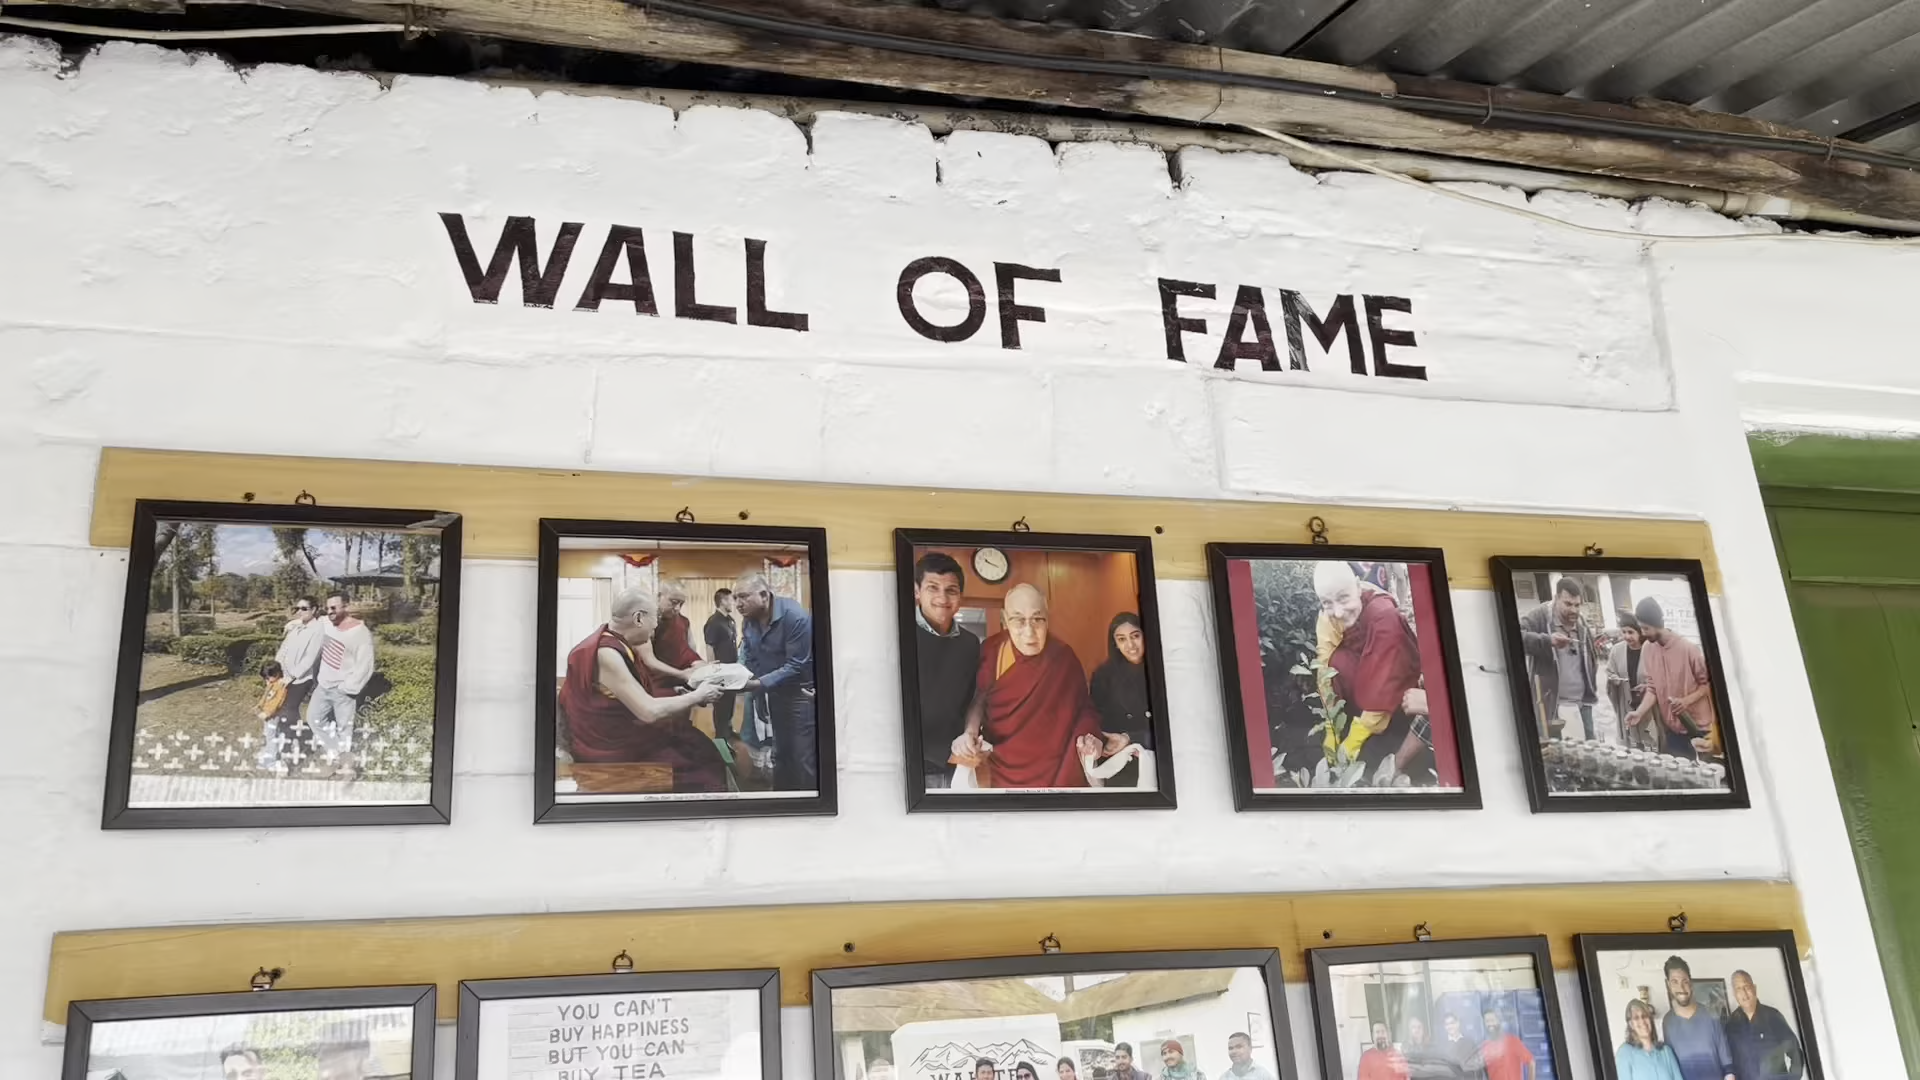 WALL OF FAME
YOU CAN'T
BUY HAPPINESS
BUT YOU CAN
BUY TEA